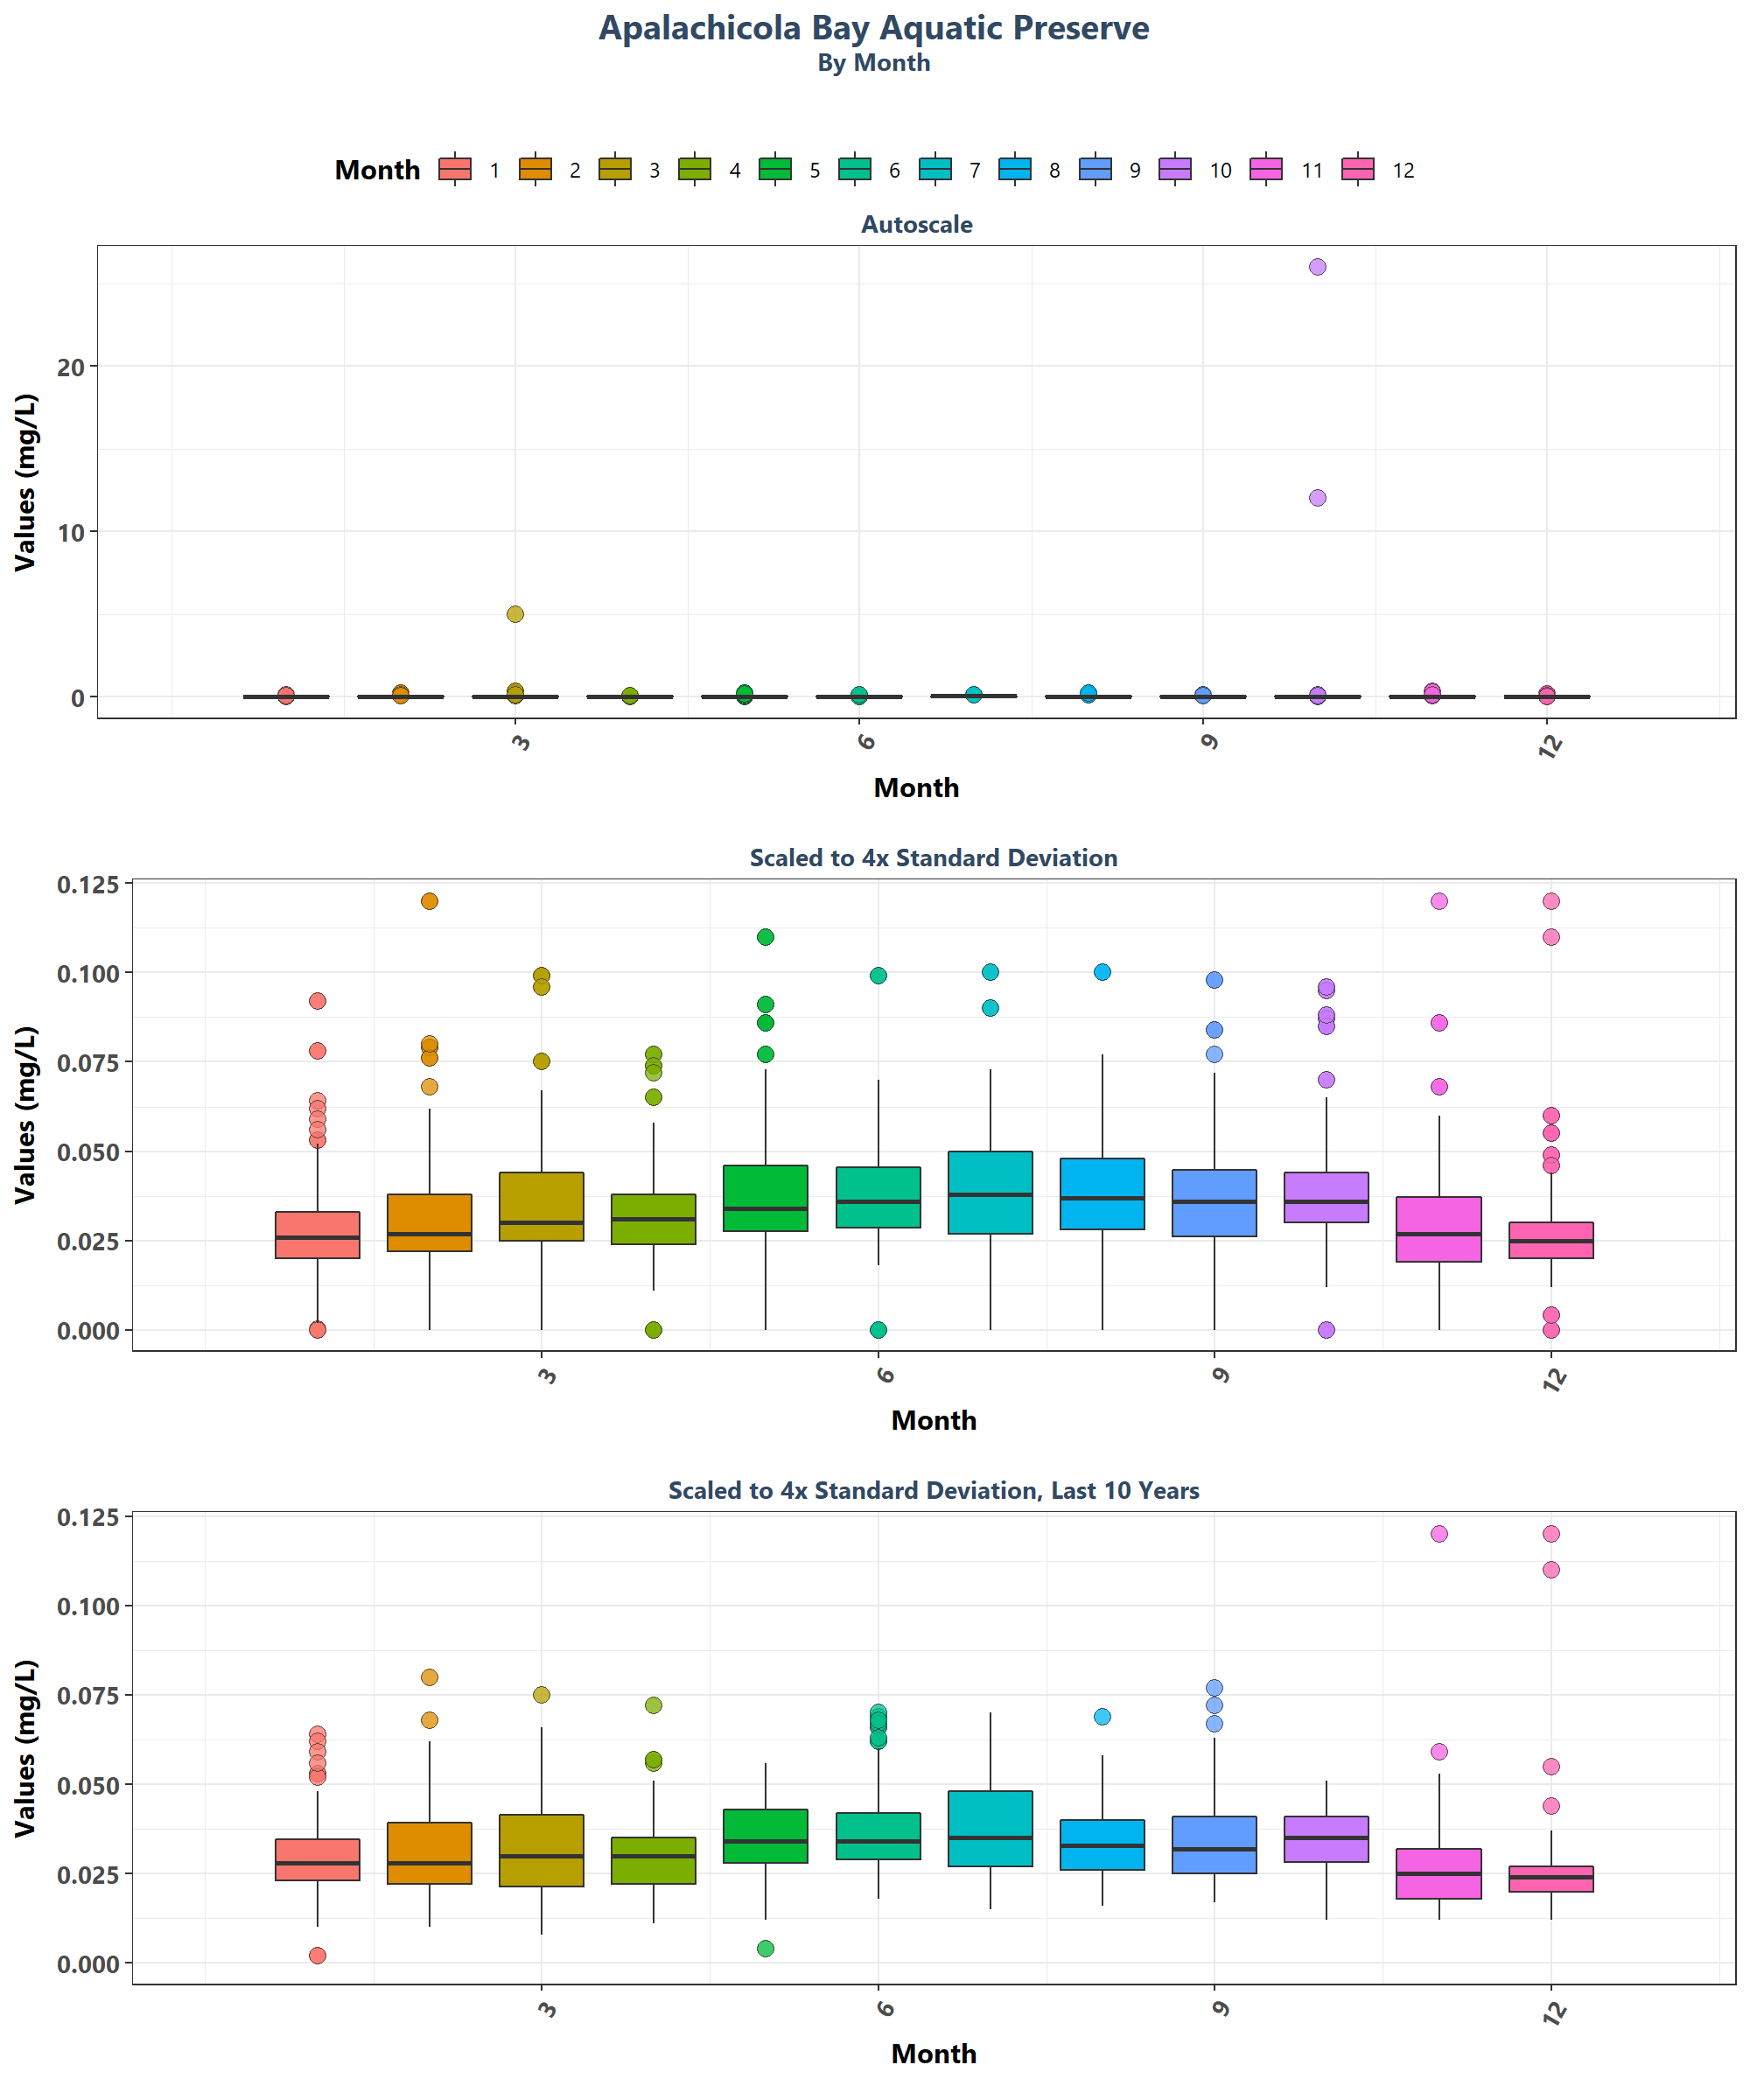 Apalachicola Bay Aquatic Preserve
By Month
Month 1 2 3 4 5 6 7 8 9 10 11 12
Autoscale
Values (mg/L)
20
10
0
3 6 9 12
Month
Scaled to 4x Standard Deviation
Values (mg/L)
0.125
0.100
0.075
0.050
0.025
0.000
3 6 9 12
Month
Scaled to 4x Standard Deviation, Last 10 Years
Values (mg/L)
0.125
0.100
0.075
0.050
0.025
0.000
3 6 9 12
Month